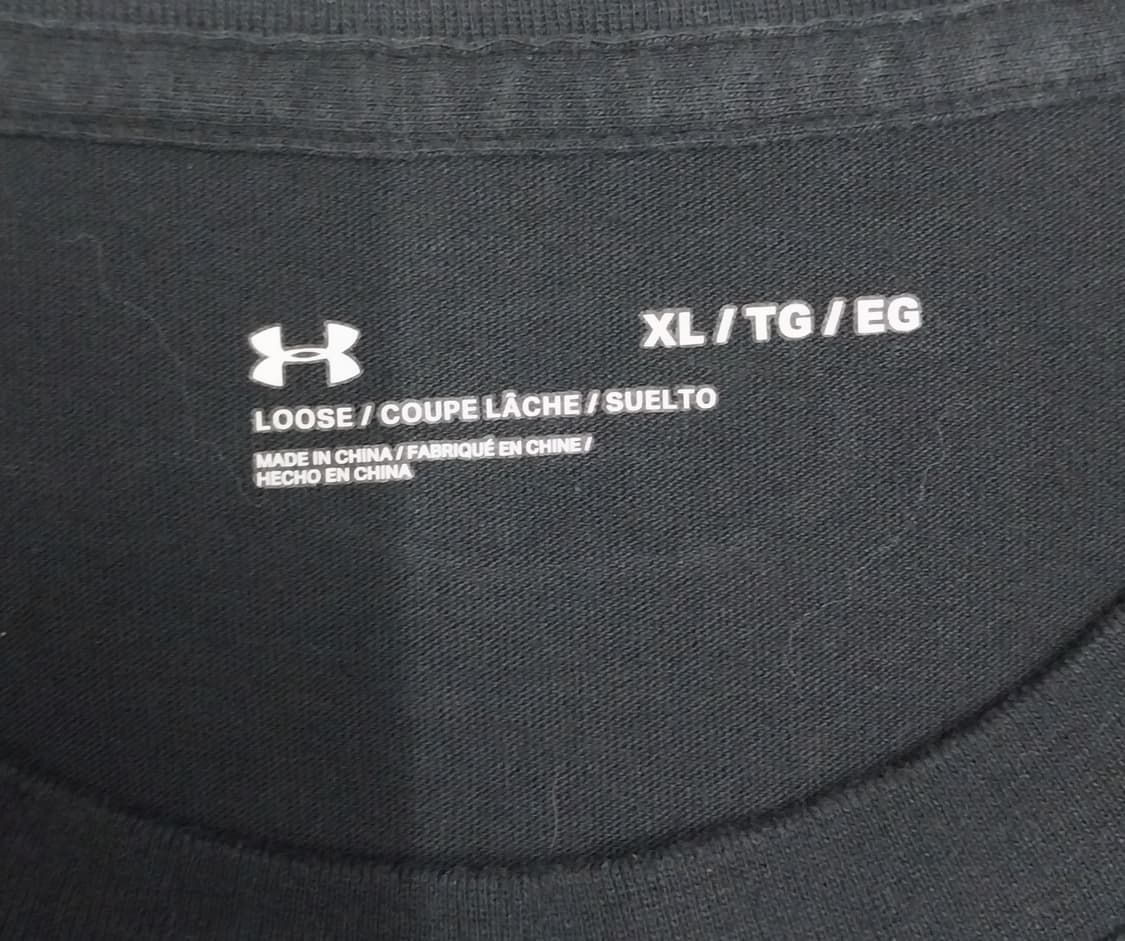 XL / TG / EG
LOOSE / COUPE LÂCHE / SUELTO
MADE IN CHINA / FABRIQUÉ EN CHINE /
HECHO EN CHINA